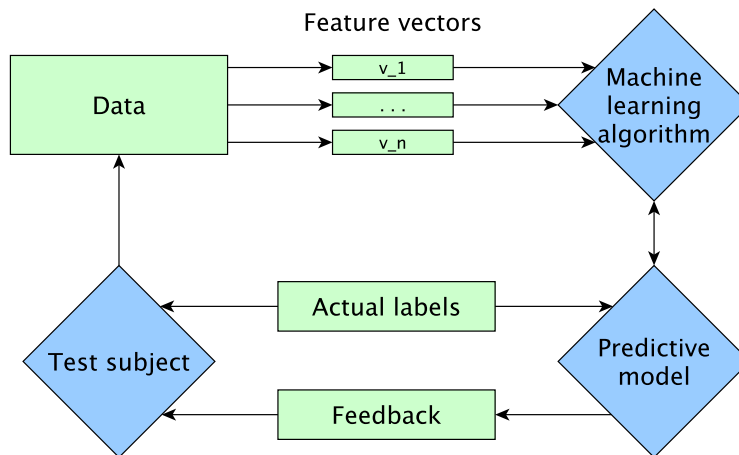 Feature vectors
Data
v_1
. . .
v_n
Machine
learning
algorithm
Actual labels
Test subject
Predictive
model
Feedback